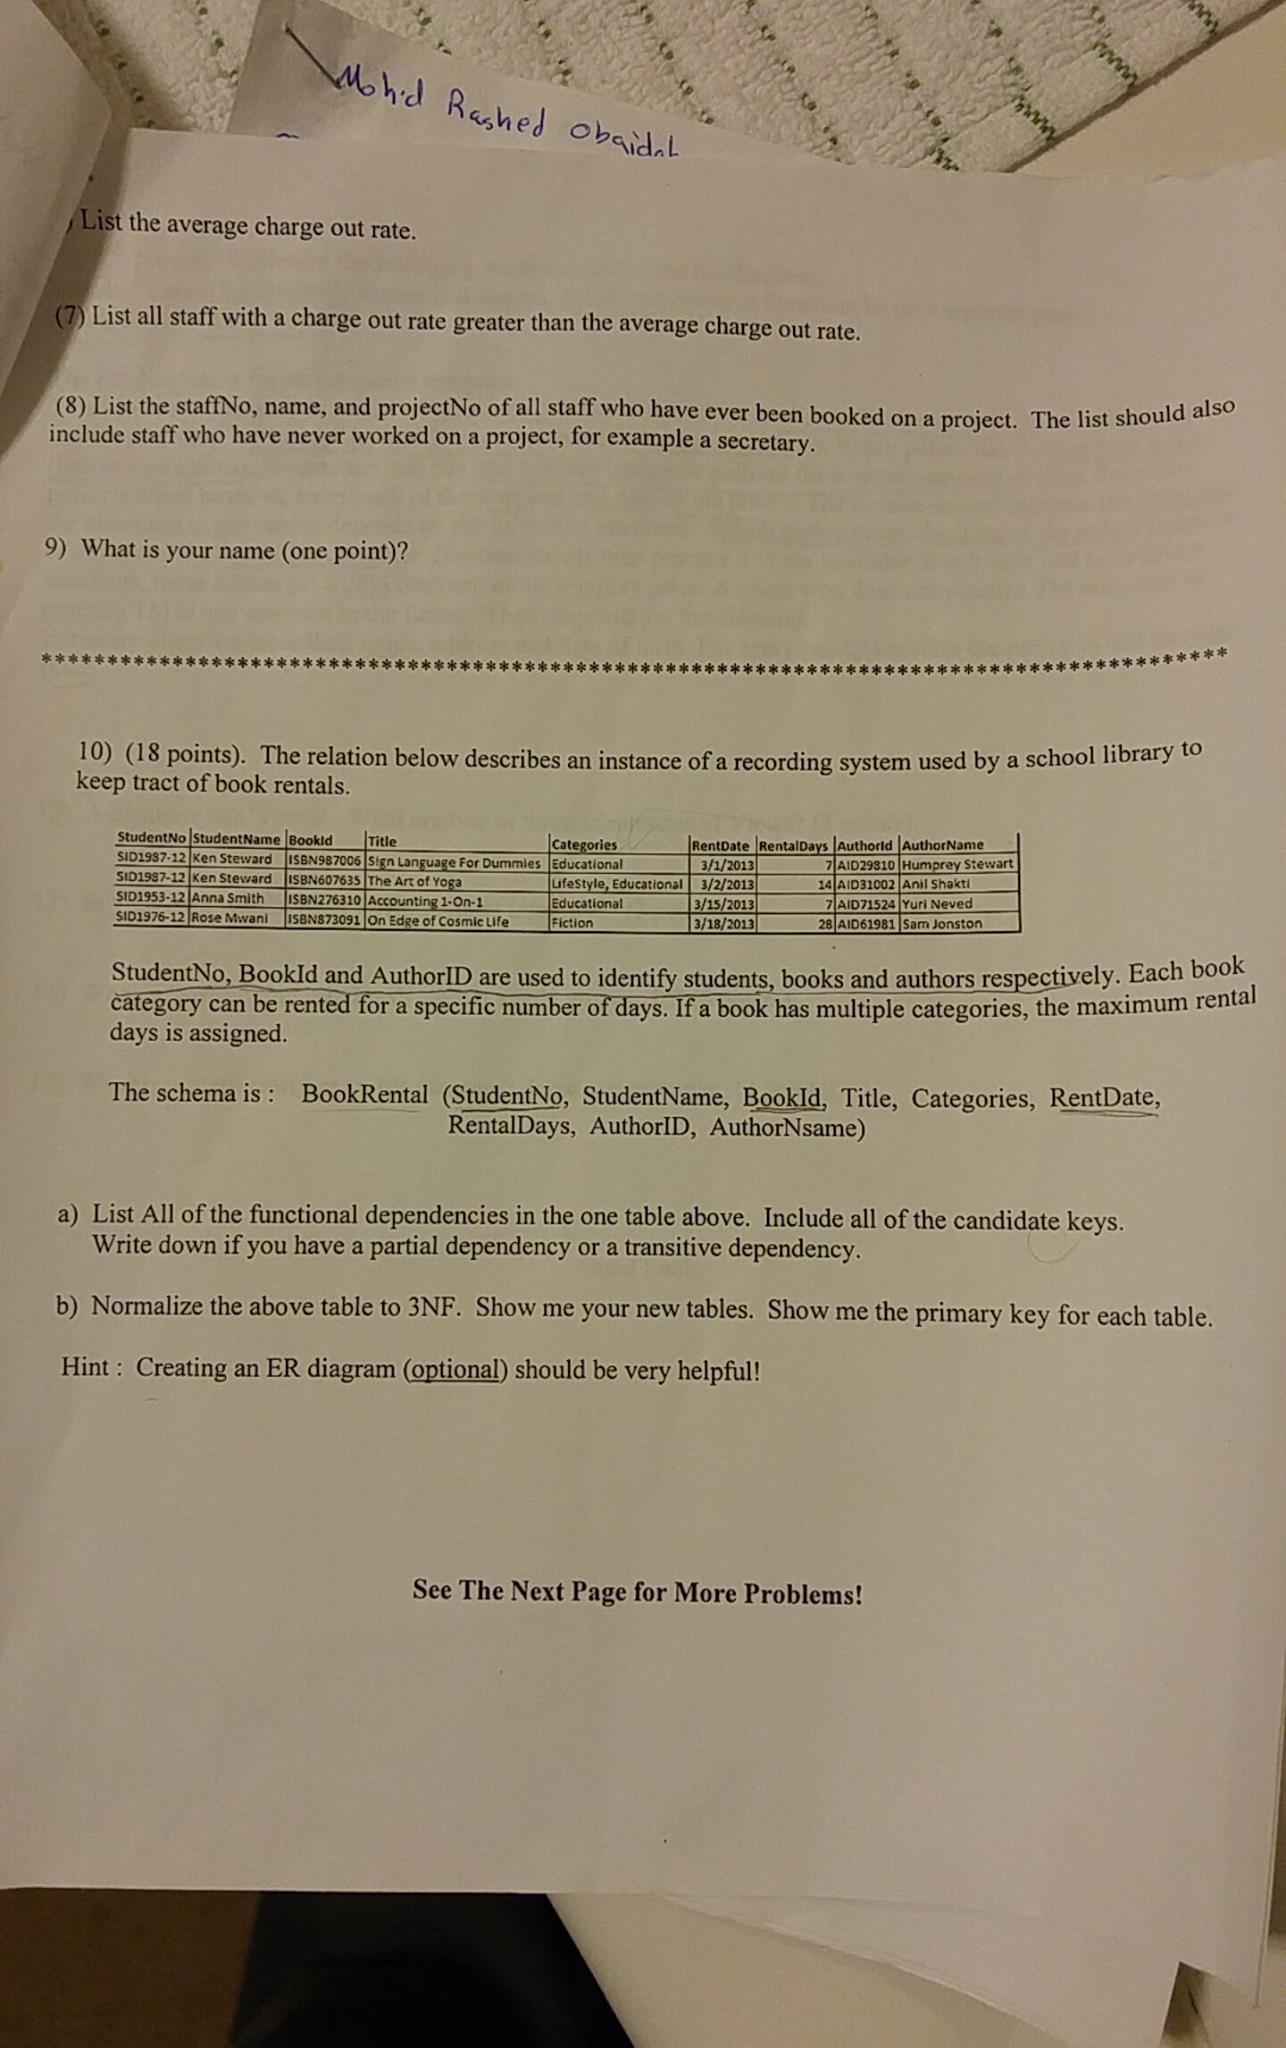 Mohd Rashed Obaidat
) List the average charge out rate.
(7) List all staff with a charge out rate greater than the average charge out rate.
(8) List the staffNo, name, and projectNo of all staff who have ever been booked on a project. The list should also
include staff who have never worked on a project, for example a secretary.
9) What is your name (one point)?
******************************************************************************************
10) (18 points). The relation below describes an instance of a recording system used by a school library to
keep tract of book rentals.
StudentNo StudentName BookId Title Categories RentDate RentalDays AuthorId AuthorName
SID1987-12 Ken Steward ISBN987006 Sign Language For Dummies Educational 3/1/2013 7 AID29810 Humprey Stewart
SID1987-12 Ken Steward ISBN607635 The Art of Yoga LifeStyle, Educational 3/2/2013 14 AID31002 Anil Shakti
SID1953-12 Anna Smith ISBN276310 Accounting 1-On-1 Educational 3/15/2013 7 AID71524 Yuri Neved
SID1976-12 Rose Mwani ISBN873091 On Edge of Cosmic Life Fiction 3/18/2013 28 AID61981 Sam Jonston
StudentNo, BookId and AuthorID are used to identify students, books and authors respectively. Each book
category can be rented for a specific number of days. If a book has multiple categories, the maximum rental
days is assigned.
The schema is : BookRental (StudentNo, StudentName, BookId, Title, Categories, RentDate,
RentalDays, AuthorID, AuthorNsame)
a) List All of the functional dependencies in the one table above. Include all of the candidate keys.
Write down if you have a partial dependency or a transitive dependency.
b) Normalize the above table to 3NF. Show me your new tables. Show me the primary key for each table.
Hint : Creating an ER diagram (optional) should be very helpful!
See The Next Page for More Problems!